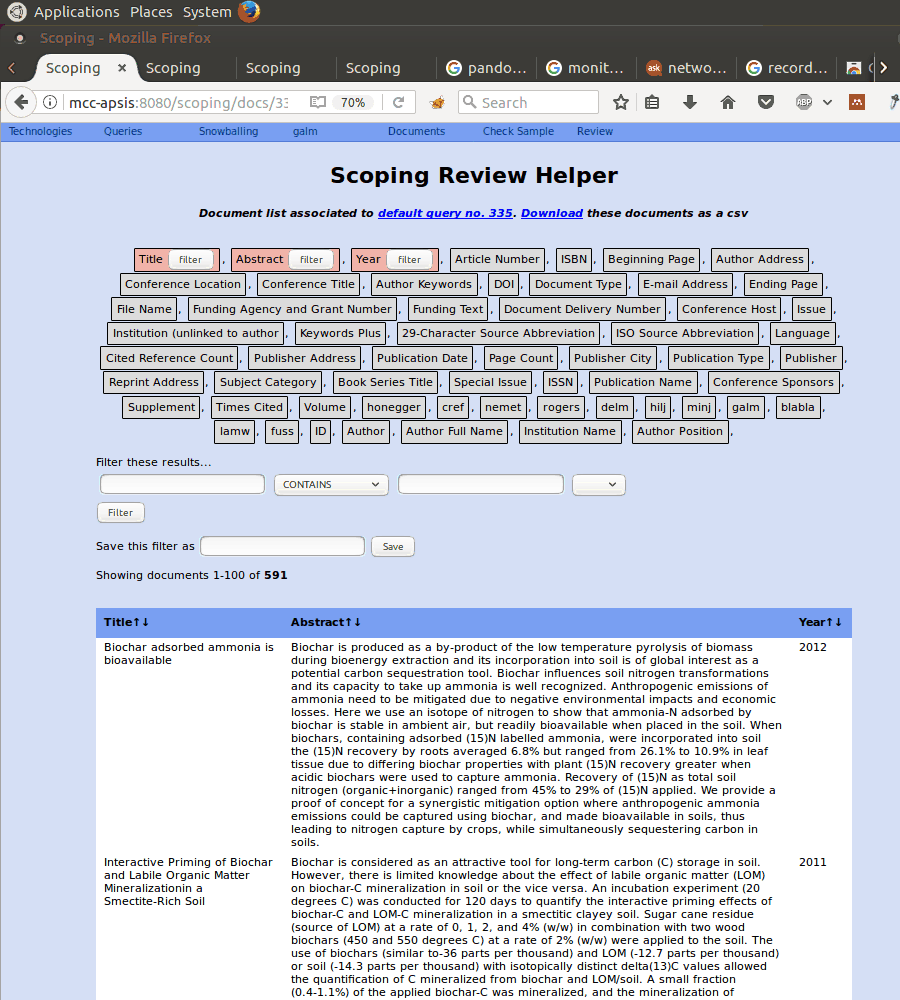 Applications Places System
Scoping - Mozilla Firefox
Scoping × Scoping Scoping Scoping pando... monit... ask netwo... record...
mcc-apsis:8080/scoping/docs/33 70% Search ABP
Technologies Queries Snowballing galm Documents Check Sample Review
Scoping Review Helper
Document list associated to default query no. 335. Download these documents as a csv
Title filter , Abstract filter , Year filter , Article Number , ISBN , Beginning Page , Author Address ,
Conference Location , Conference Title , Author Keywords , DOI , Document Type , E-mail Address , Ending Page ,
File Name , Funding Agency and Grant Number , Funding Text , Document Delivery Number , Conference Host , Issue ,
Institution (unlinked to author , Keywords Plus , 29-Character Source Abbreviation , ISO Source Abbreviation , Language ,
Cited Reference Count , Publisher Address , Publication Date , Page Count , Publisher City , Publication Type , Publisher ,
Reprint Address , Subject Category , Book Series Title , Special Issue , ISSN , Publication Name , Conference Sponsors ,
Supplement , Times Cited , Volume , honegger , cref , nemet , rogers , delm , hilj , minj , galm , blabla ,
lamw , fuss , ID , Author , Author Full Name , Institution Name , Author Position ,
Filter these results...
CONTAINS
Filter
Save this filter as Save
Showing documents 1-100 of 591
Title↑↓ Abstract↑↓ Year↑↓
Biochar adsorbed ammonia is
bioavailable
Biochar is produced as a by-product of the low temperature pyrolysis of biomass
during bioenergy extraction and its incorporation into soil is of global interest as a
potential carbon sequestration tool. Biochar influences soil nitrogen transformations
and its capacity to take up ammonia is well recognized. Anthropogenic emissions of
ammonia need to be mitigated due to negative environmental impacts and economic
losses. Here we use an isotope of nitrogen to show that ammonia-N adsorbed by
biochar is stable in ambient air, but readily bioavailable when placed in the soil. When
biochars, containing adsorbed (15)N labelled ammonia, were incorporated into soil
the (15)N recovery by roots averaged 6.8% but ranged from 26.1% to 10.9% in leaf
tissue due to differing biochar properties with plant (15)N recovery greater when
acidic biochars were used to capture ammonia. Recovery of (15)N as total soil
nitrogen (organic+inorganic) ranged from 45% to 29% of (15)N applied. We provide a
proof of concept for a synergistic mitigation option where anthropogenic ammonia
emissions could be captured using biochar, and made bioavailable in soils, thus
leading to nitrogen capture by crops, while simultaneously sequestering carbon in
soils.
2012
Interactive Priming of Biochar
and Labile Organic Matter
Mineralizationin a
Smectite-Rich Soil
Biochar is considered as an attractive tool for long-term carbon (C) storage in soil.
However, there is limited knowledge about the effect of labile organic matter (LOM)
on biochar-C mineralization in soil or the vice versa. An incubation experiment (20
degrees C) was conducted for 120 days to quantify the interactive priming effects of
biochar-C and LOM-C mineralization in a smectitic clayey soil. Sugar cane residue
(source of LOM) at a rate of 0, 1, 2, and 4% (w/w) in combination with two wood
biochars (450 and 550 degrees C) at a rate of 2% (w/w) were applied to the soil. The
use of biochars (similar to-36 parts per thousand) and LOM (-12.7 parts per thousand)
or soil (-14.3 parts per thousand) with isotopically distinct delta(13)C values allowed
the quantification of C mineralized from biochar and LOM/soil. A small fraction
(0.4-1.1%) of the applied biochar-C was mineralized, and the mineralization of
2011